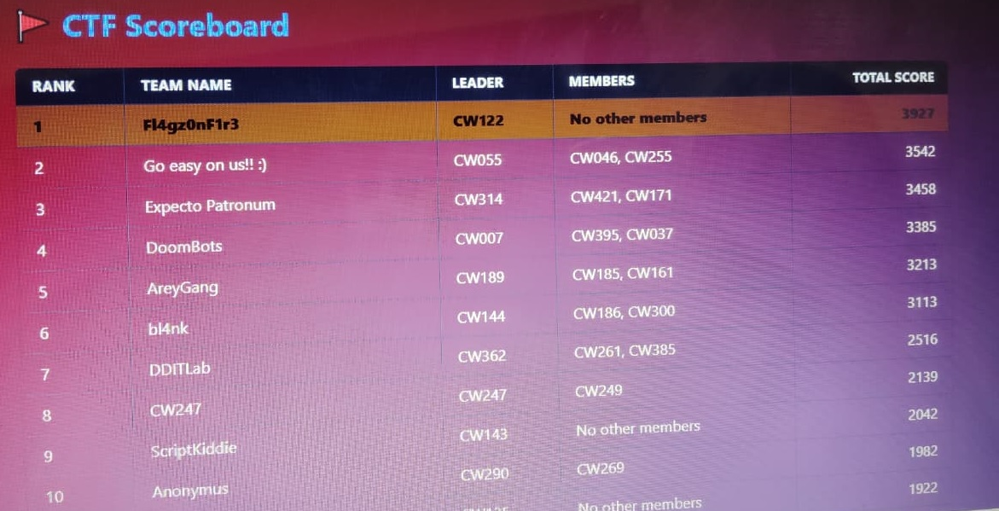 CTF Scoreboard
RANK TEAM NAME LEADER MEMBERS TOTAL SCORE
1 Fl4gz0nF1r3 CW122 No other members 3927
2 Go easy on us!! :) CW055 CW046, CW255 3542
3 Expecto Patronum CW314 CW421, CW171 3458
4 DoomBots CW007 CW395, CW037 3385
5 AreyGang CW189 CW185, CW161 3213
6 bl4nk CW144 CW186, CW300 3113
7 DDITLab CW362 CW261, CW385 2516
8 CW247 CW247 CW249 2139
9 ScriptKiddie CW143 No other members 2042
10 Anonymus CW290 CW269 1982
No other members 1922